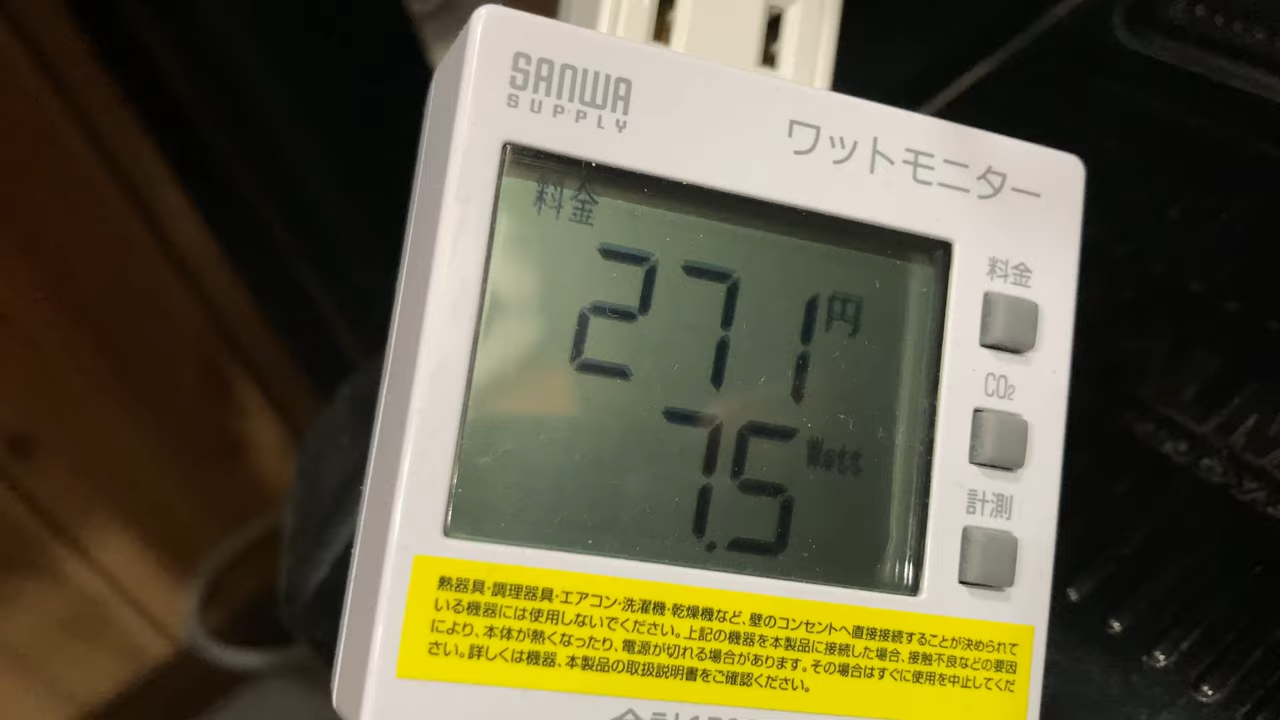 SANWA
SUPPLY
ワットモニター
料金
271円
7.5 Watt
料金
CO2
計測
熱器具・調理器具・エアコン・洗濯機・乾燥機など、壁のコンセントへ直接接続することが決められて
いる機器には使用しないでください。上記の機器を本製品に接続した場合、接触不良などの要因
により、本体が熱くなったり、電源が切れる場合があります。その場合はすぐに使用を中止してくだ
さい。詳しくは機器、本製品の取扱説明書をご確認ください。